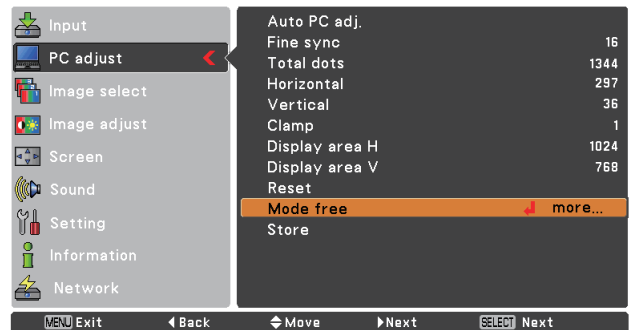 Input
PC adjust
Image select
Image adjust
Screen
Sound
Setting
Information
Network
Auto PC adj.
Fine sync 16
Total dots 1344
Horizontal 297
Vertical 36
Clamp 1
Display area H 1024
Display area V 768
Reset
Mode free more...
Store
MENU Exit Back Move Next SELECT Next